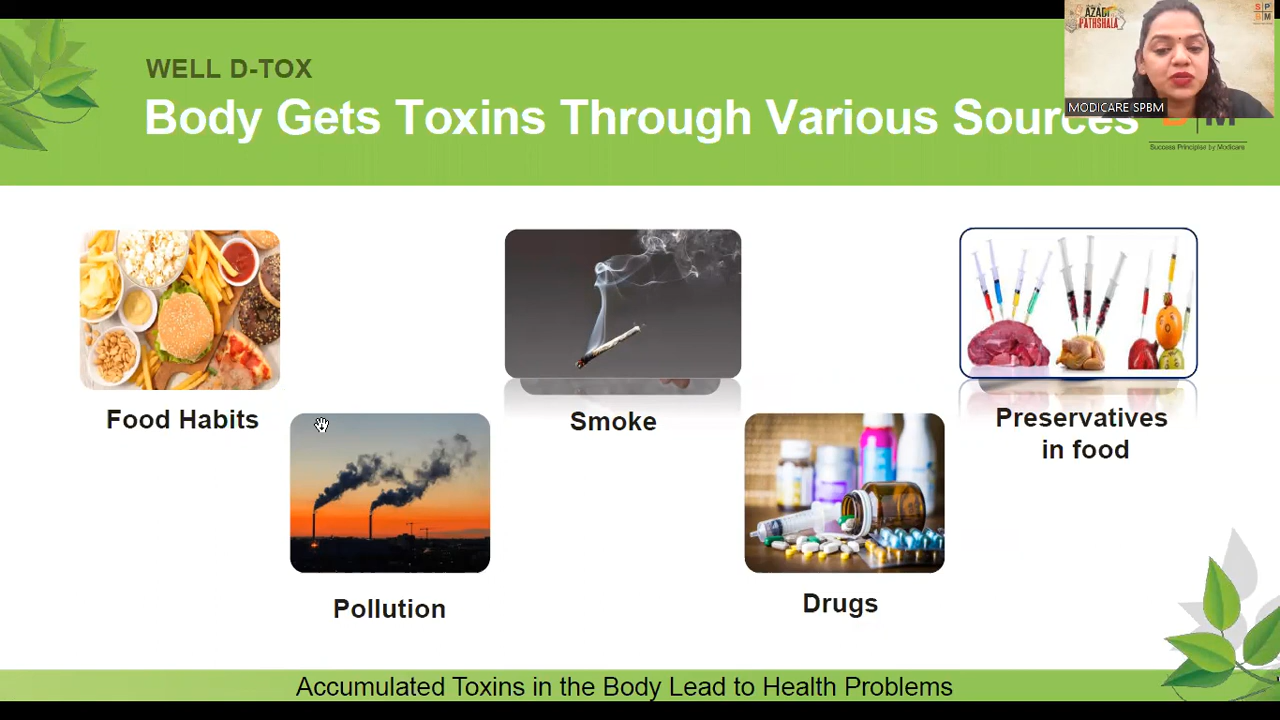 AZADI
PATHSHALA
S P
B M
MODICARE SPBM
WELL D-TOX
Body Gets Toxins Through Various Sources
Success Principles by Modicare
Food Habits
Smoke
Preservatives
in food
Pollution
Drugs
Accumulated Toxins in the Body Lead to Health Problems